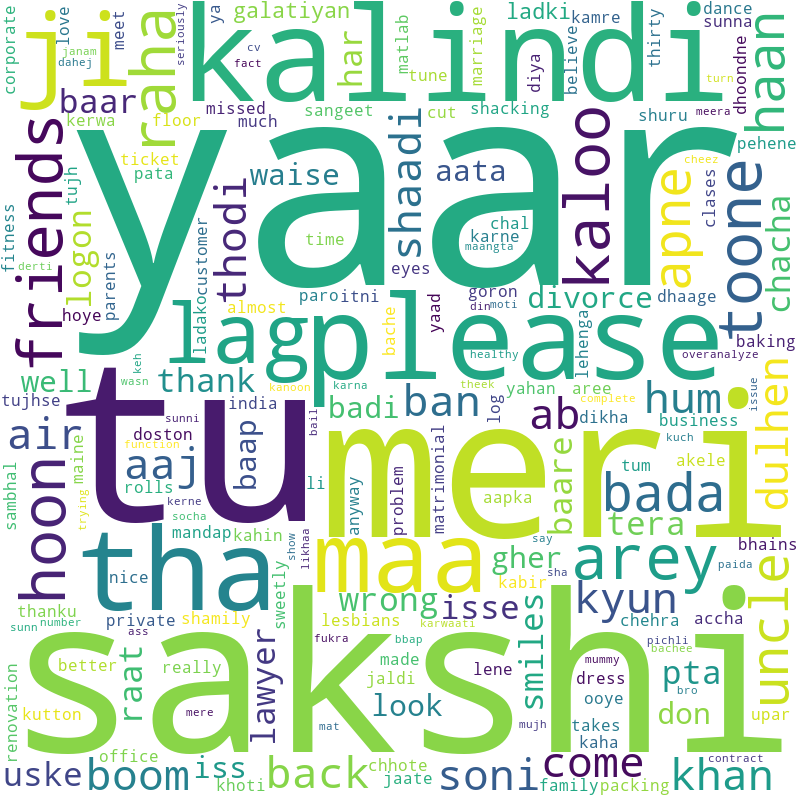 yaar
tu
sakshi
meri
kalindi
please
lag
tha
maa
ji
raha
baar
galatiyan
har
matlab
tune
marriage
ladki
ya
dance
kamre
sunna
love
meet
corporate
janam
dahej
seriously
cv
fact
missed
much
kerwa
floor
sangeet
cut
shacking
diya
believe
thirty
shuru
dhoondne
turn
meera
haan
pehene
friends
ticket
pata
tujh
logon
thodi
waise
shaadi
aata
kaloo
apne
toone
cheez
clases
chacha
fitness
derti
parents
hoye
ladakocustomer
time
almost
eyes
chal
karne
maangta
paro
itni
yaad
goron
din
moti
divorce
dhaage
lehenga
baking
overanalyze
bache
healthy
well
keh
wasn
thank
kanoon
karna
theek
yahan
aree
complete
hum
issue
tujhse
air
doston
sunni
india
function
badi
bail
ban
log
ab
dikha
business
kuch
dulhen
aaj
baap
maine
sambhal
trying
rolls
kerne
socha
li
anyway
problem
matrimonial
aapka
baare
tum
akele
bada
tera
hoon
mandap
kahin
show
likhaa
arey
bhains
nice
sweetly
gher
kabir
say
sha
paida
thanku
sunn
number
private
ass
shamily
lesbians
fukra
wrong
karwaati
isse
kyun
uncle
accha
chehra
pichli
bachee
better
really
raat
lawyer
bbap
made
jaldi
lene
smiles
mummy
dress
bro
pta
renovation
kutton
mere
mat
look
mujh
ooye
takes
kaha
don
upar
office
uske
boom
iss
khoti
back
chhote
jaate
soni
come
family
packing
khan
contract